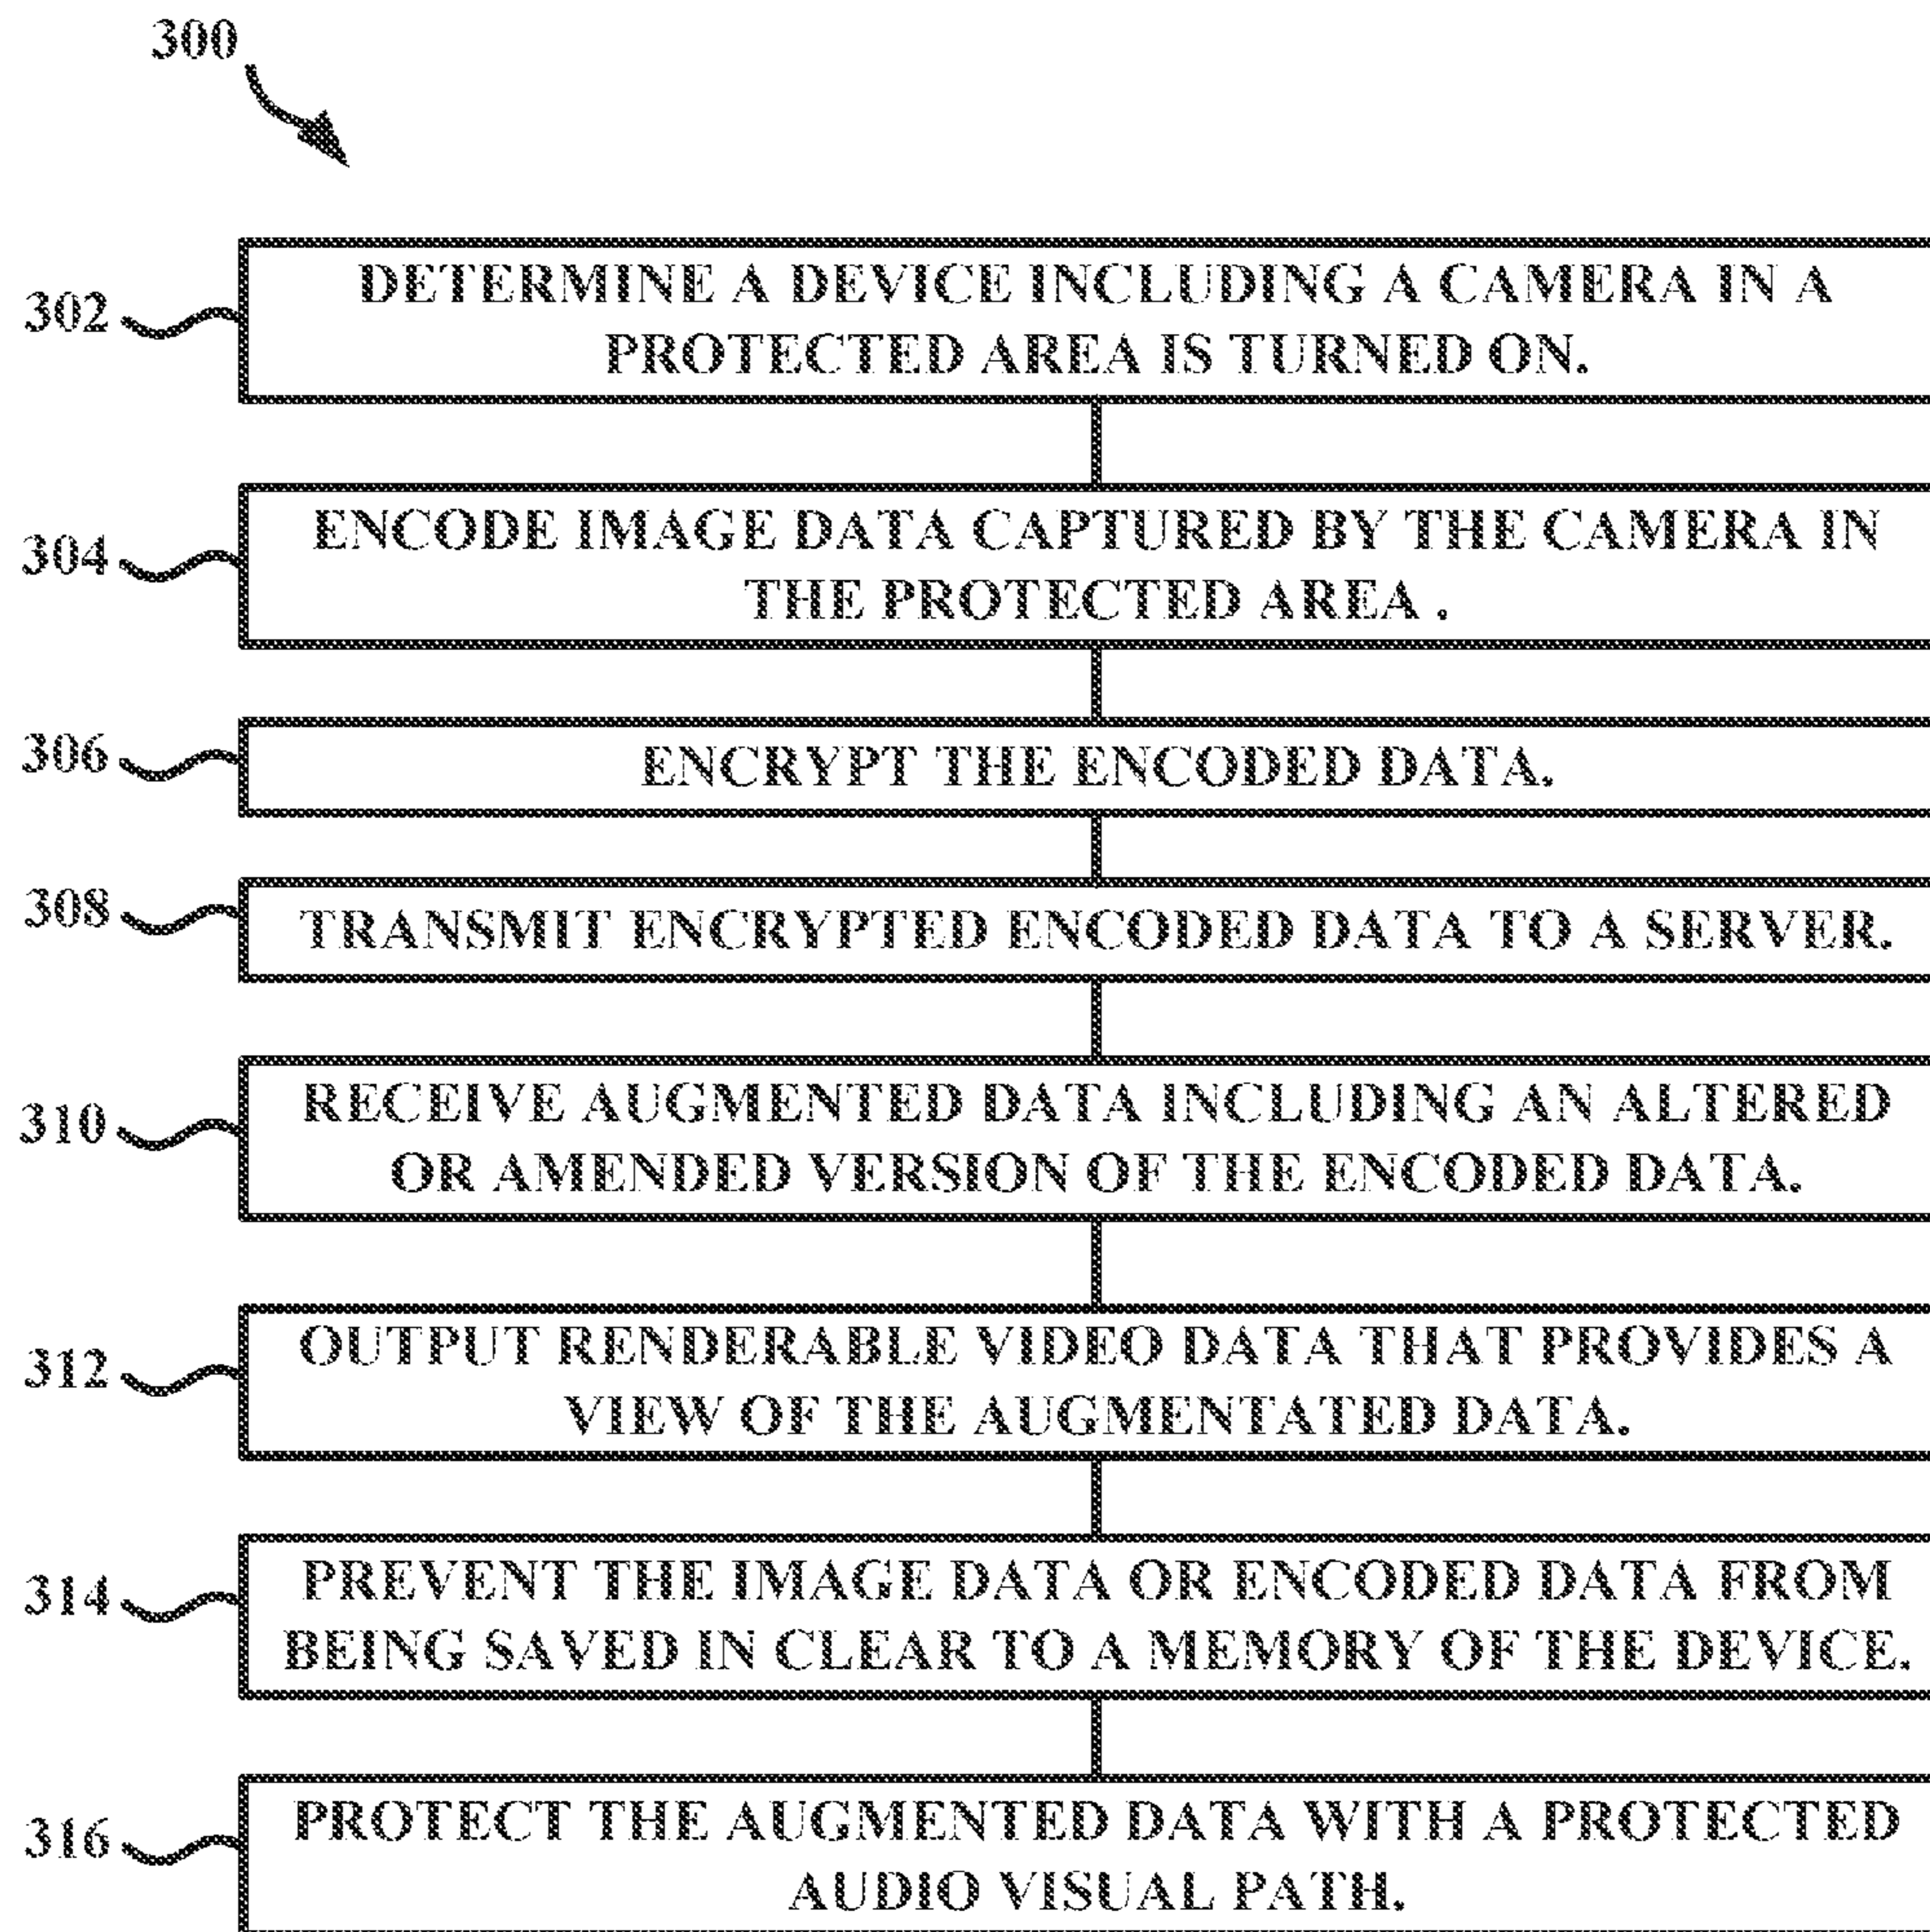 300
302
DETERMINE A DEVICE INCLUDING A CAMERA IN A
PROTECTED AREA IS TURNED ON.
304
ENCODE IMAGE DATA CAPTURED BY THE CAMERA IN
THE PROTECTED AREA .
306
ENCRYPT THE ENCODED DATA.
308
TRANSMIT ENCRYPTED ENCODED DATA TO A SERVER.
310
RECEIVE AUGMENTED DATA INCLUDING AN ALTERED
OR AMENDED VERSION OF THE ENCODED DATA.
312
OUTPUT RENDERABLE VIDEO DATA THAT PROVIDES A
VIEW OF THE AUGMENTATED DATA.
314
PREVENT THE IMAGE DATA OR ENCODED DATA FROM
BEING SAVED IN CLEAR TO A MEMORY OF THE DEVICE.
316
PROTECT THE AUGMENTED DATA WITH A PROTECTED
AUDIO VISUAL PATH.